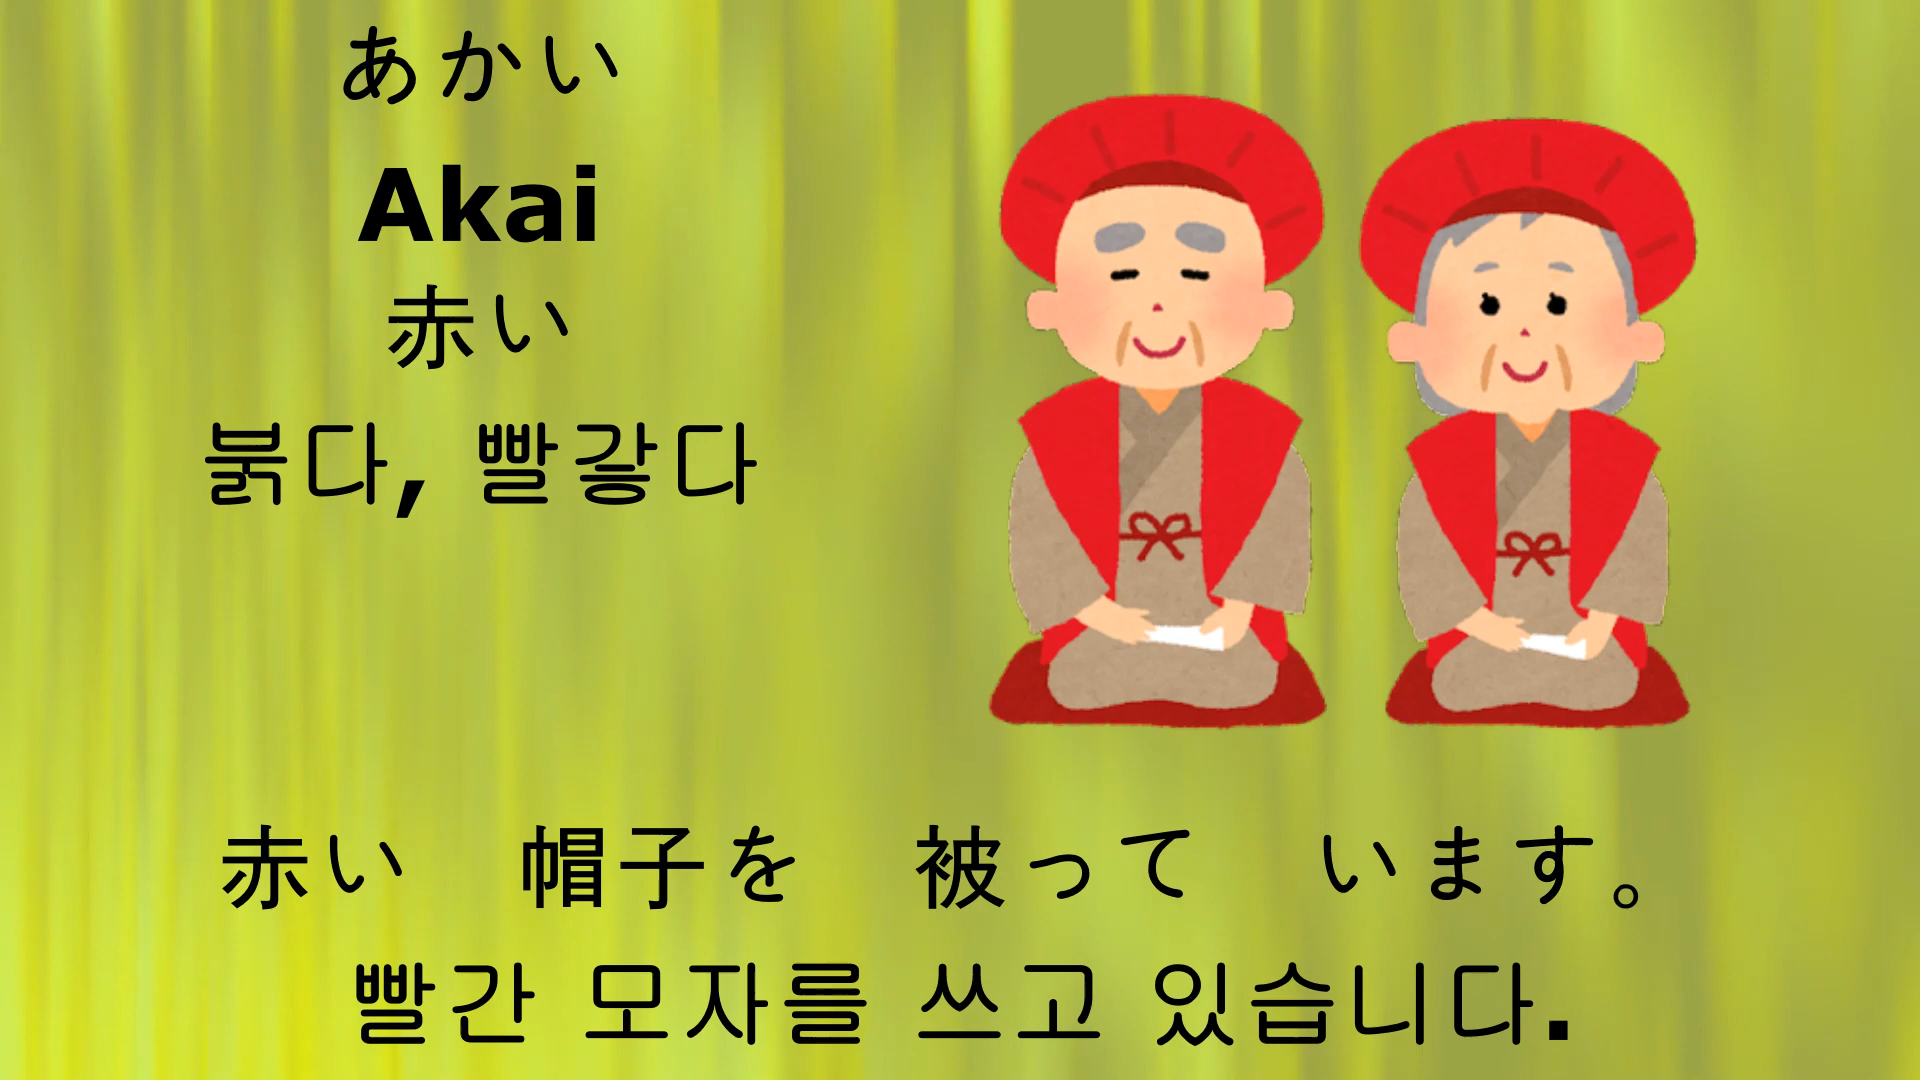 あかい
Akai
赤い
붉다, 빨갛다
赤い 帽子を 被って います。
빨간 모자를 쓰고 있습니다.